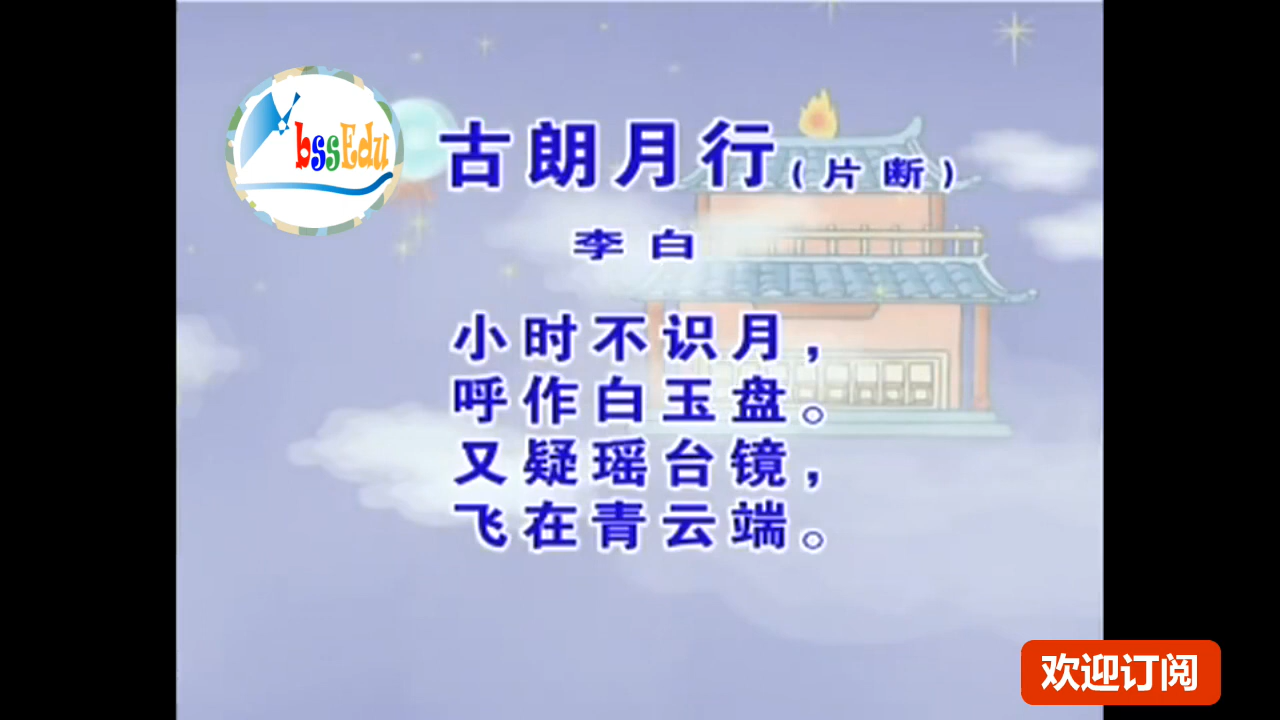 bssEdu
古朗月行(片断)
李白
小时不识月，
呼作白玉盘。
又疑瑶台镜，
飞在青云端。
欢迎订阅